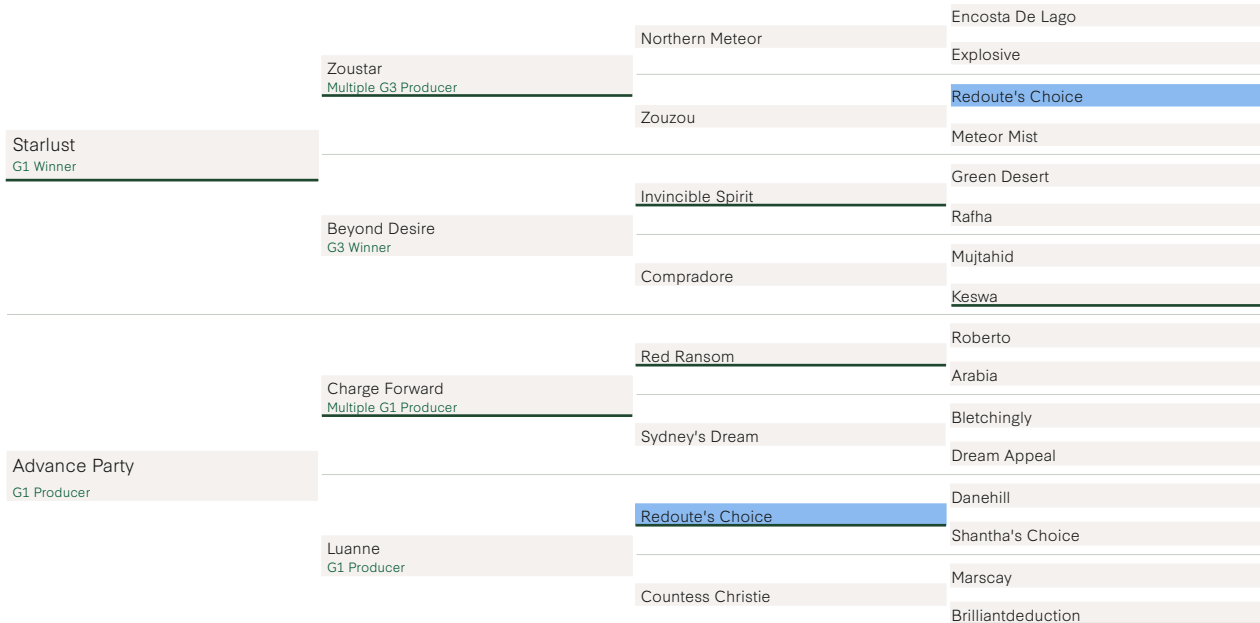 Starlust
G1 Winner
Advance Party
G1 Producer
Zoustar
Multiple G3 Producer
Beyond Desire
G3 Winner
Charge Forward
Multiple G1 Producer
Luanne
G1 Producer
Northern Meteor
Zouzou
Invincible Spirit
Compradore
Red Ransom
Sydney's Dream
Redoute's Choice
Countess Christie
Encosta De Lago
Explosive
Redoute's Choice
Meteor Mist
Green Desert
Rafha
Mujtahid
Keswa
Roberto
Arabia
Bletchingly
Dream Appeal
Danehill
Shantha's Choice
Marscay
Brilliantdeduction